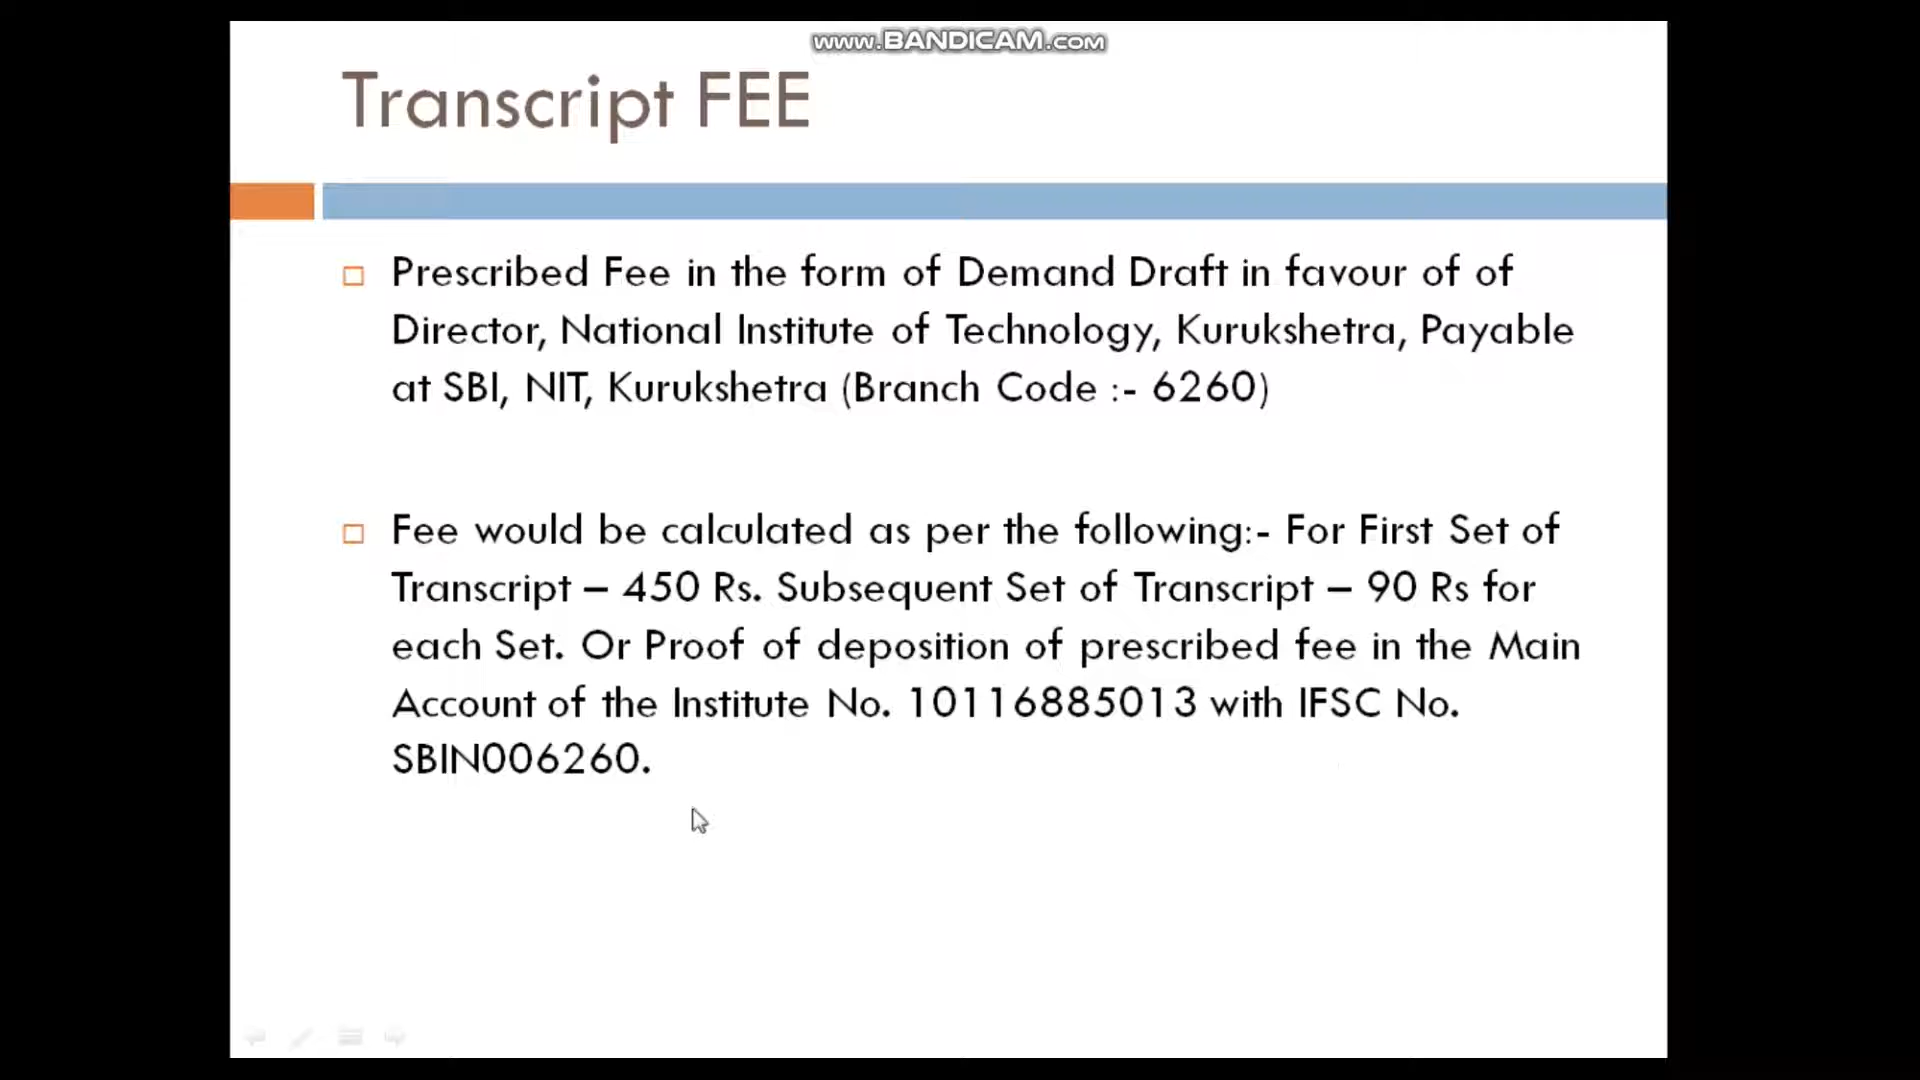 www.BANDICAM.com
Transcript FEE
Prescribed Fee in the form of Demand Draft in favour of of
Director, National Institute of Technology, Kurukshetra, Payable
at SBI, NIT, Kurukshetra (Branch Code :- 6260)
Fee would be calculated as per the following:- For First Set of
Transcript – 450 Rs. Subsequent Set of Transcript – 90 Rs for
each Set. Or Proof of deposition of prescribed fee in the Main
Account of the Institute No. 10116885013 with IFSC No.
SBIN006260.